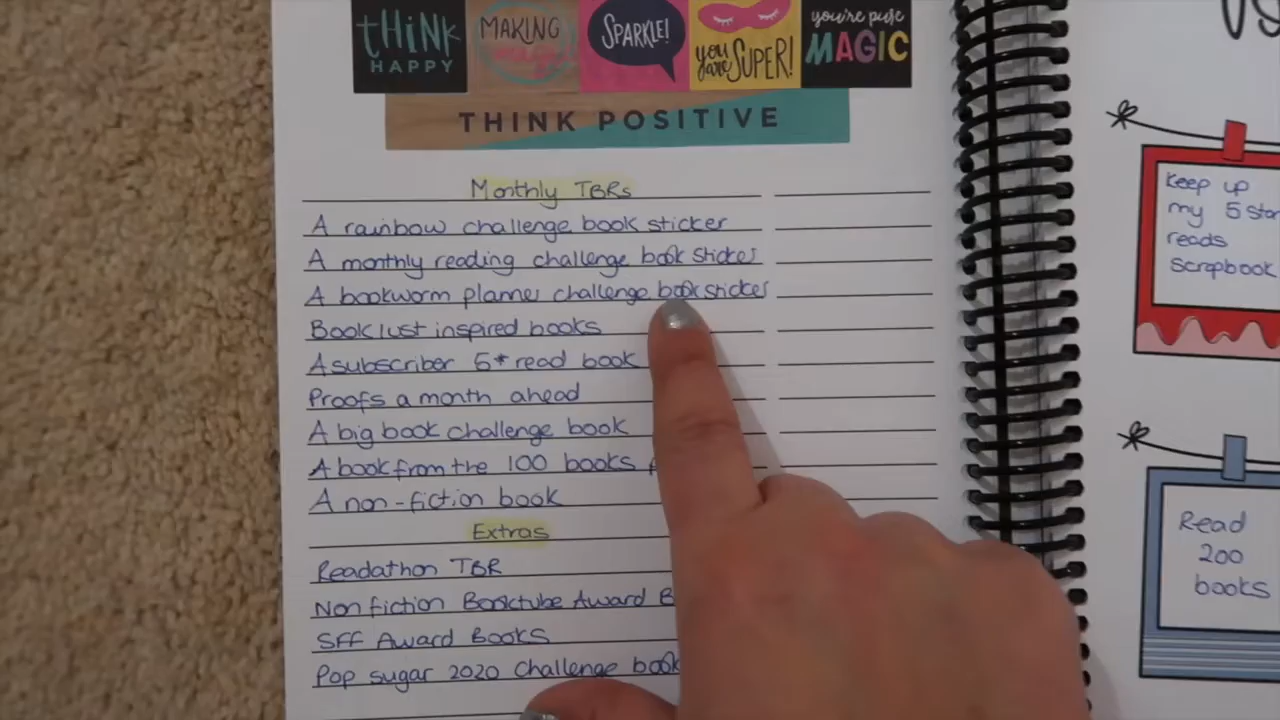 THINK HAPPY
MAKING
SPARKLE!
you are SUPER!
you're pure MAGIC
THINK POSITIVE
Monthly TBRs
A rainbow challenge book sticker
A monthly reading challenge book sticker
A bookworm planner challenge book sticker
Book lust inspired books
A subscriber 5* read book
Proofs a month ahead
A big book challenge book
A book from the 100 books
A non-fiction book
Extras
Readathon TBR
Non fiction Booktube Award B
SFF Award Books
Pop sugar 2020 challenge book
Keep up
my 5 star
reads
scrapbook
Read
200
books